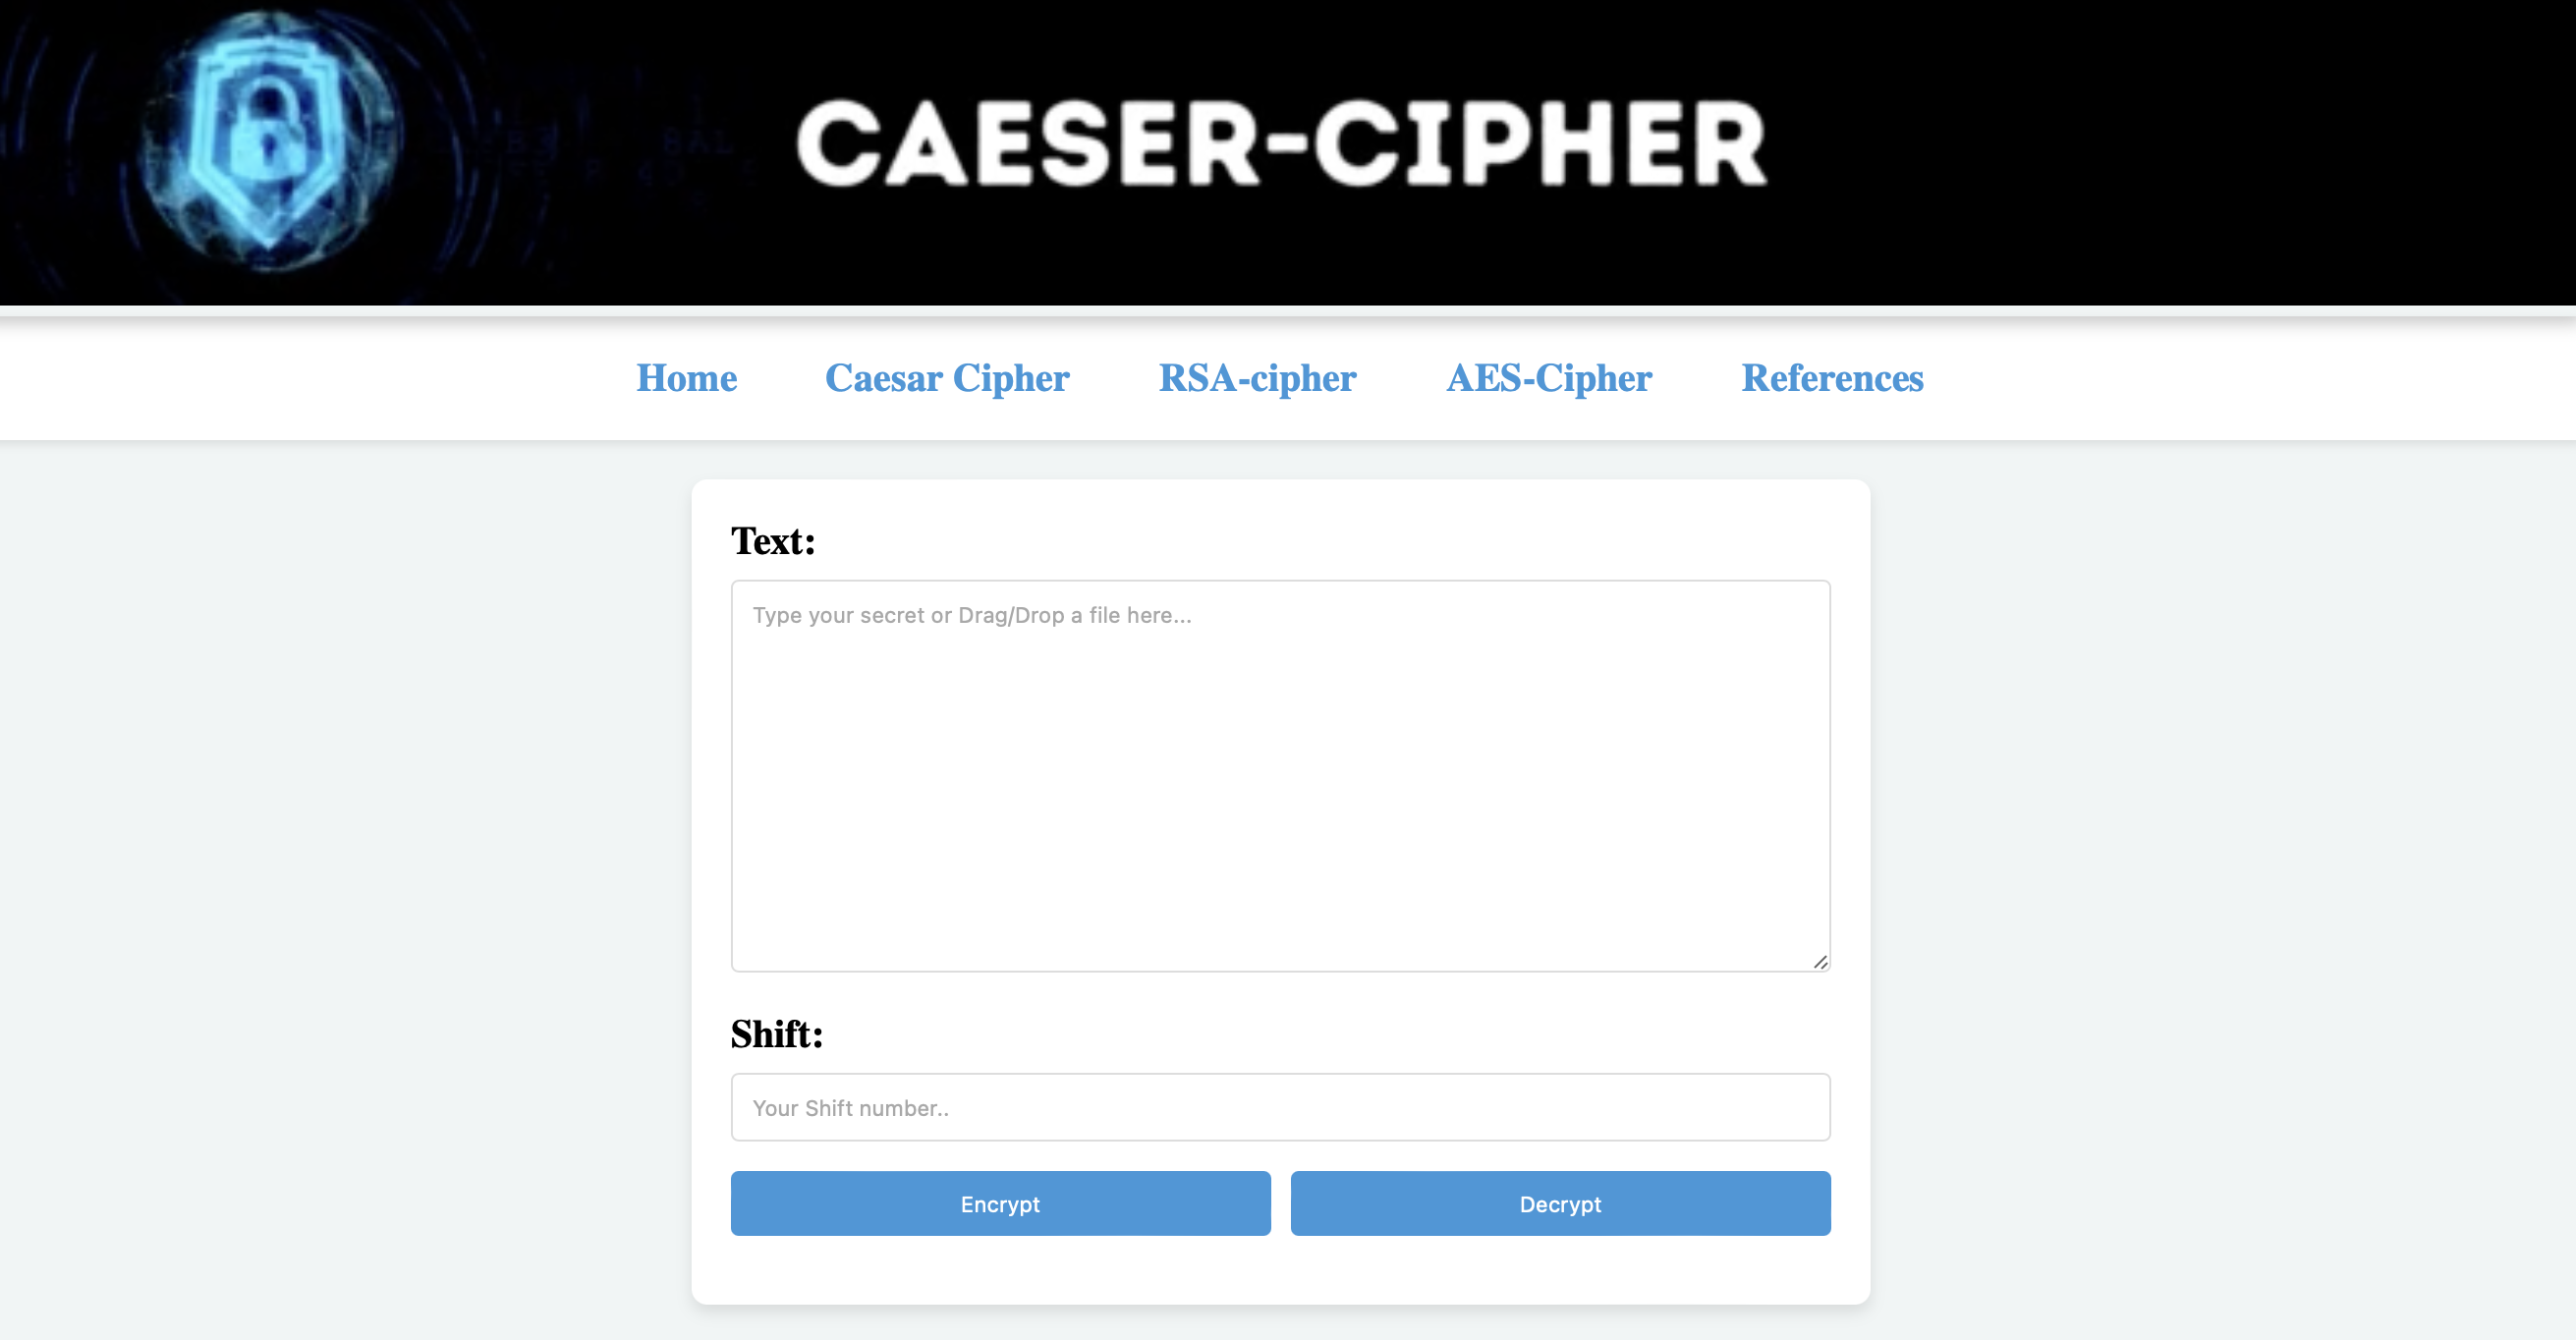 CAESER-CIPHER
Home Caesar Cipher RSA-cipher AES-Cipher References
Text:
Type your secret or Drag/Drop a file here...
Shift:
Your Shift number..
Encrypt Decrypt